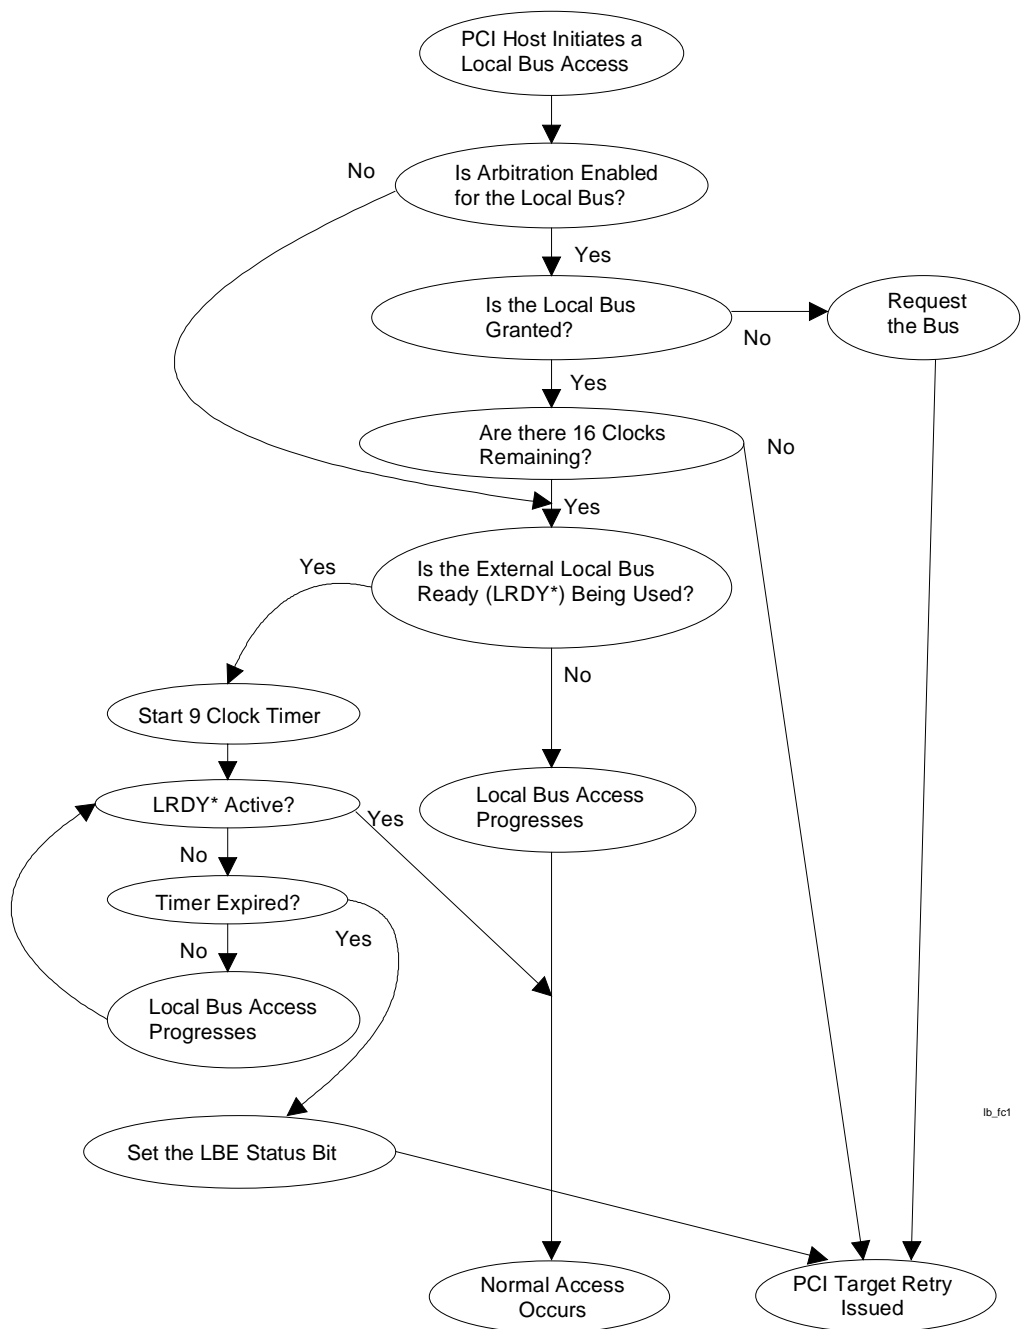 PCI Host Initiates a
Local Bus Access
No
Is Arbitration Enabled
for the Local Bus?
Yes
Is the Local Bus
Granted?
No
Request
the Bus
Yes
Are there 16 Clocks
Remaining?
No
Yes
Is the External Local Bus
Ready (LRDY*) Being Used?
Yes
No
Start 9 Clock Timer
LRDY* Active?
Yes
Local Bus Access
Progresses
No
Timer Expired?
Yes
No
Local Bus Access
Progresses
lb_fc1
Set the LBE Status Bit
Normal Access
Occurs
PCI Target Retry
Issued